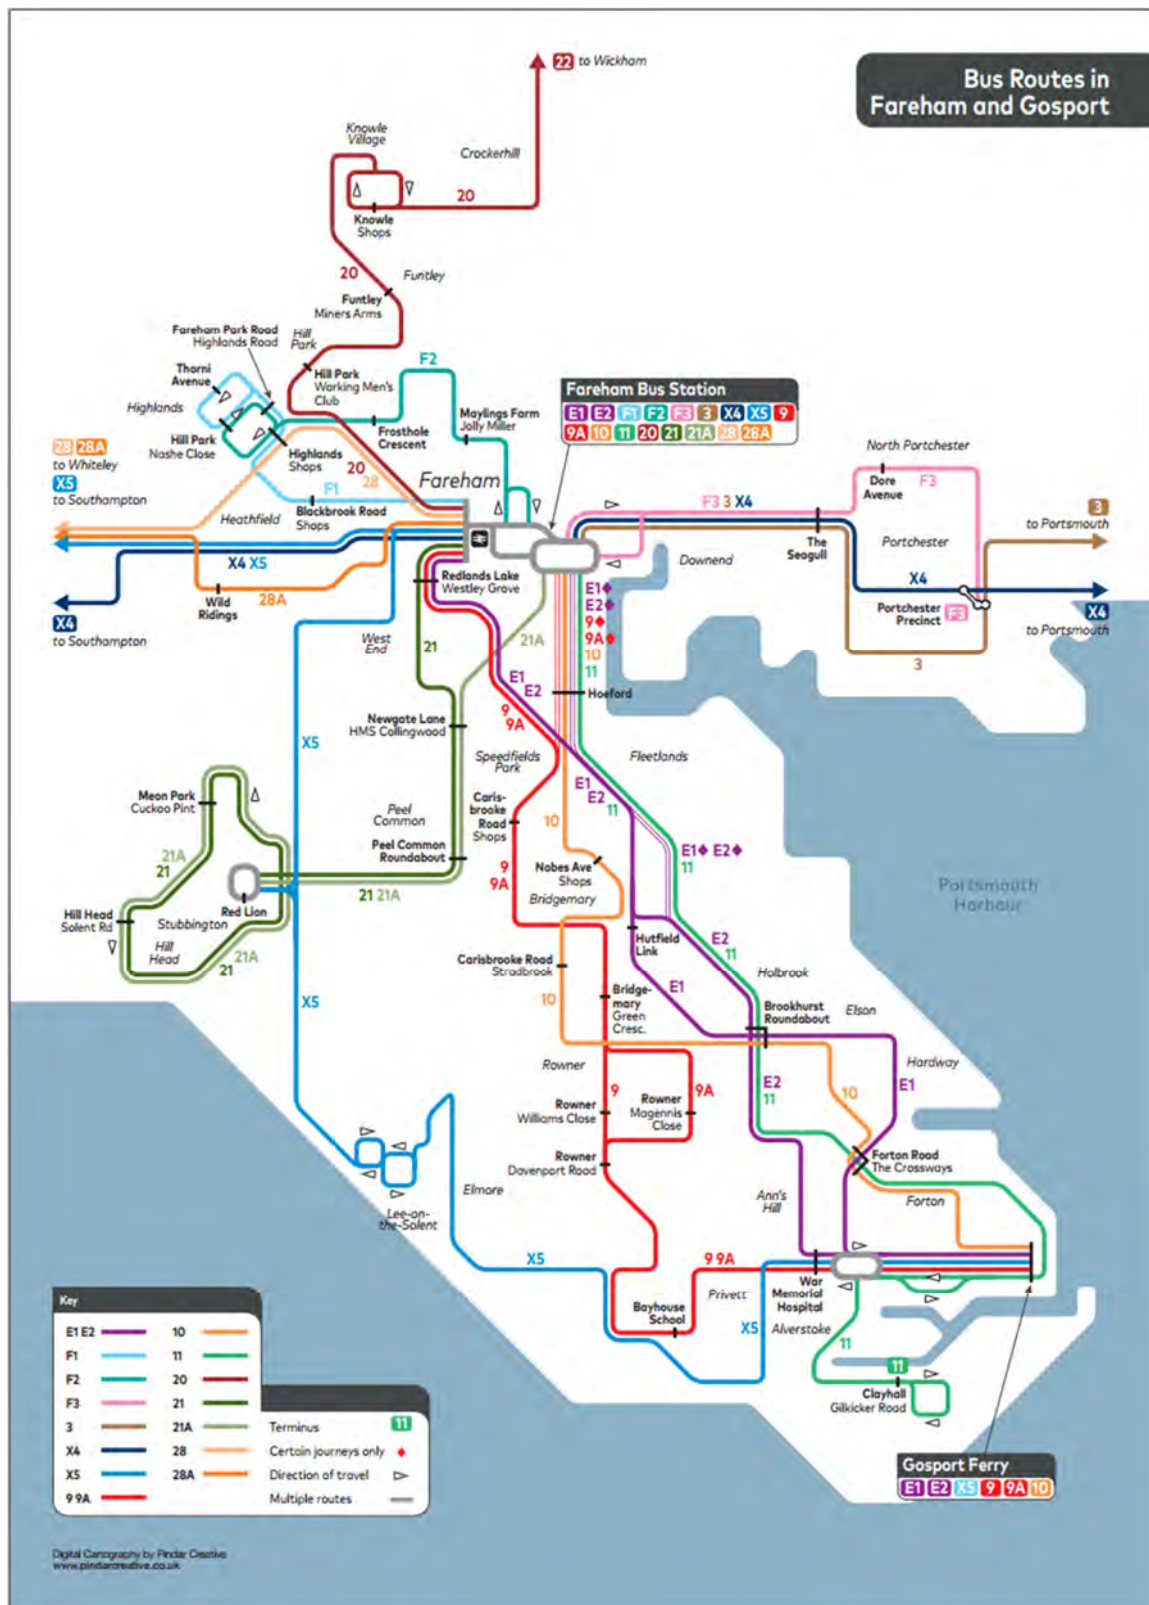 Bus Routes in
Fareham and Gosport
22 to Wickham
Knowle
Village
Crockerhill
20
Knowle
Shops
20
Funtley
Funtley
Miners Arms
Fareham Park Road
Highlands Road
Hill
Park
F2
Thorni
Avenue
Hill Park
Working Men's
Club
Fareham Bus Station
E1 E2 F1 F2 F3 3 X4 X5 9
9A 10 11 20 21 21A 28 28A
Highlands
Maylings Farm
Jolly Miller
Hill Park
Nashe Close
Frosthole
Crescent
28 28A
to Whiteley
X5
to Southampton
Highlands
Shops
20
28
Fareham
North Portchester
Dore
Avenue
F3
F1
Blackbrook Road
Shops
Heathfield
F3 3 X4
3
to Portsmouth
The
Seagull
Portchester
Downend
X4 X5
Redlands Lake
Westley Grove
X4
Wild
Ridings
28A
E1♦
E2♦
9♦
9A♦
10
11
Portchester
Precinct
F3
X4
to Southampton
X4
to Portsmouth
West
End
21
21A
3
E1
E2
Hoeford
9
9A
Newgate Lane
HMS Collingwood
X5
Speedfields
Park
Fleetlands
E1
E2
11
Meon Park
Cuckoo Pint
Caris-
brooke
Road
Shops
Peel
Common
10
Peel Common
Roundabout
E1♦ E2♦
11
21A
21
9
9A
Nobes Ave
Shops
21 21A
Bridgemary
Portsmouth
Harbour
Red Lion
Hill Head
Solent Rd
Stubbington
Hill
Head
21A
21
Hutfield
Link
E2
11
Carisbrooke Road
Stradbrook
Holbrook
E1
10
Bridge-
mary
Green
Cresc.
X5
Brookhurst
Roundabout
Elson
Rowner
Hardway
E2
11
9
9A
10
E1
Rowner
Williams Close
Rowner
Magennis
Close
Rowner
Davenport Road
Forton Road
The Crossways
Elmore
Ann's
Hill
Forton
Lee-on-
the-Solent
X5
9 9A
War
Memorial
Hospital
Privett
Bayhouse
School
X5
Alverstoke
11
11
Clayhall
Gilkicker Road
Gosport Ferry
E1 E2 X5 9 9A 10
Key
E1 E2
F1
F2
F3
3
X4
X5
9 9A
10
11
20
21
21A
28
28A
Terminus 11
Certain journeys only ♦
Direction of travel
Multiple routes
Digital Cartography by Pindar Creative
www.pindarcreative.co.uk